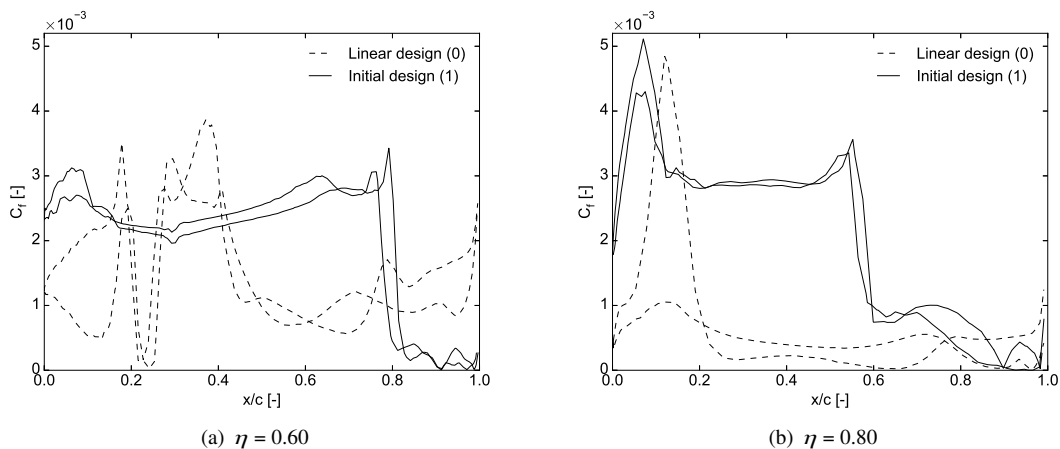 ×10⁻³
5
4
3
2
1
0
C_f [-]
0.0 0.2 0.4 0.6 0.8 1.0
x/c [-]
Linear design (0)
Initial design (1)
(a) η = 0.60
×10⁻³
5
4
3
2
1
0
C_f [-]
0.0 0.2 0.4 0.6 0.8 1.0
x/c [-]
Linear design (0)
Initial design (1)
(b) η = 0.80